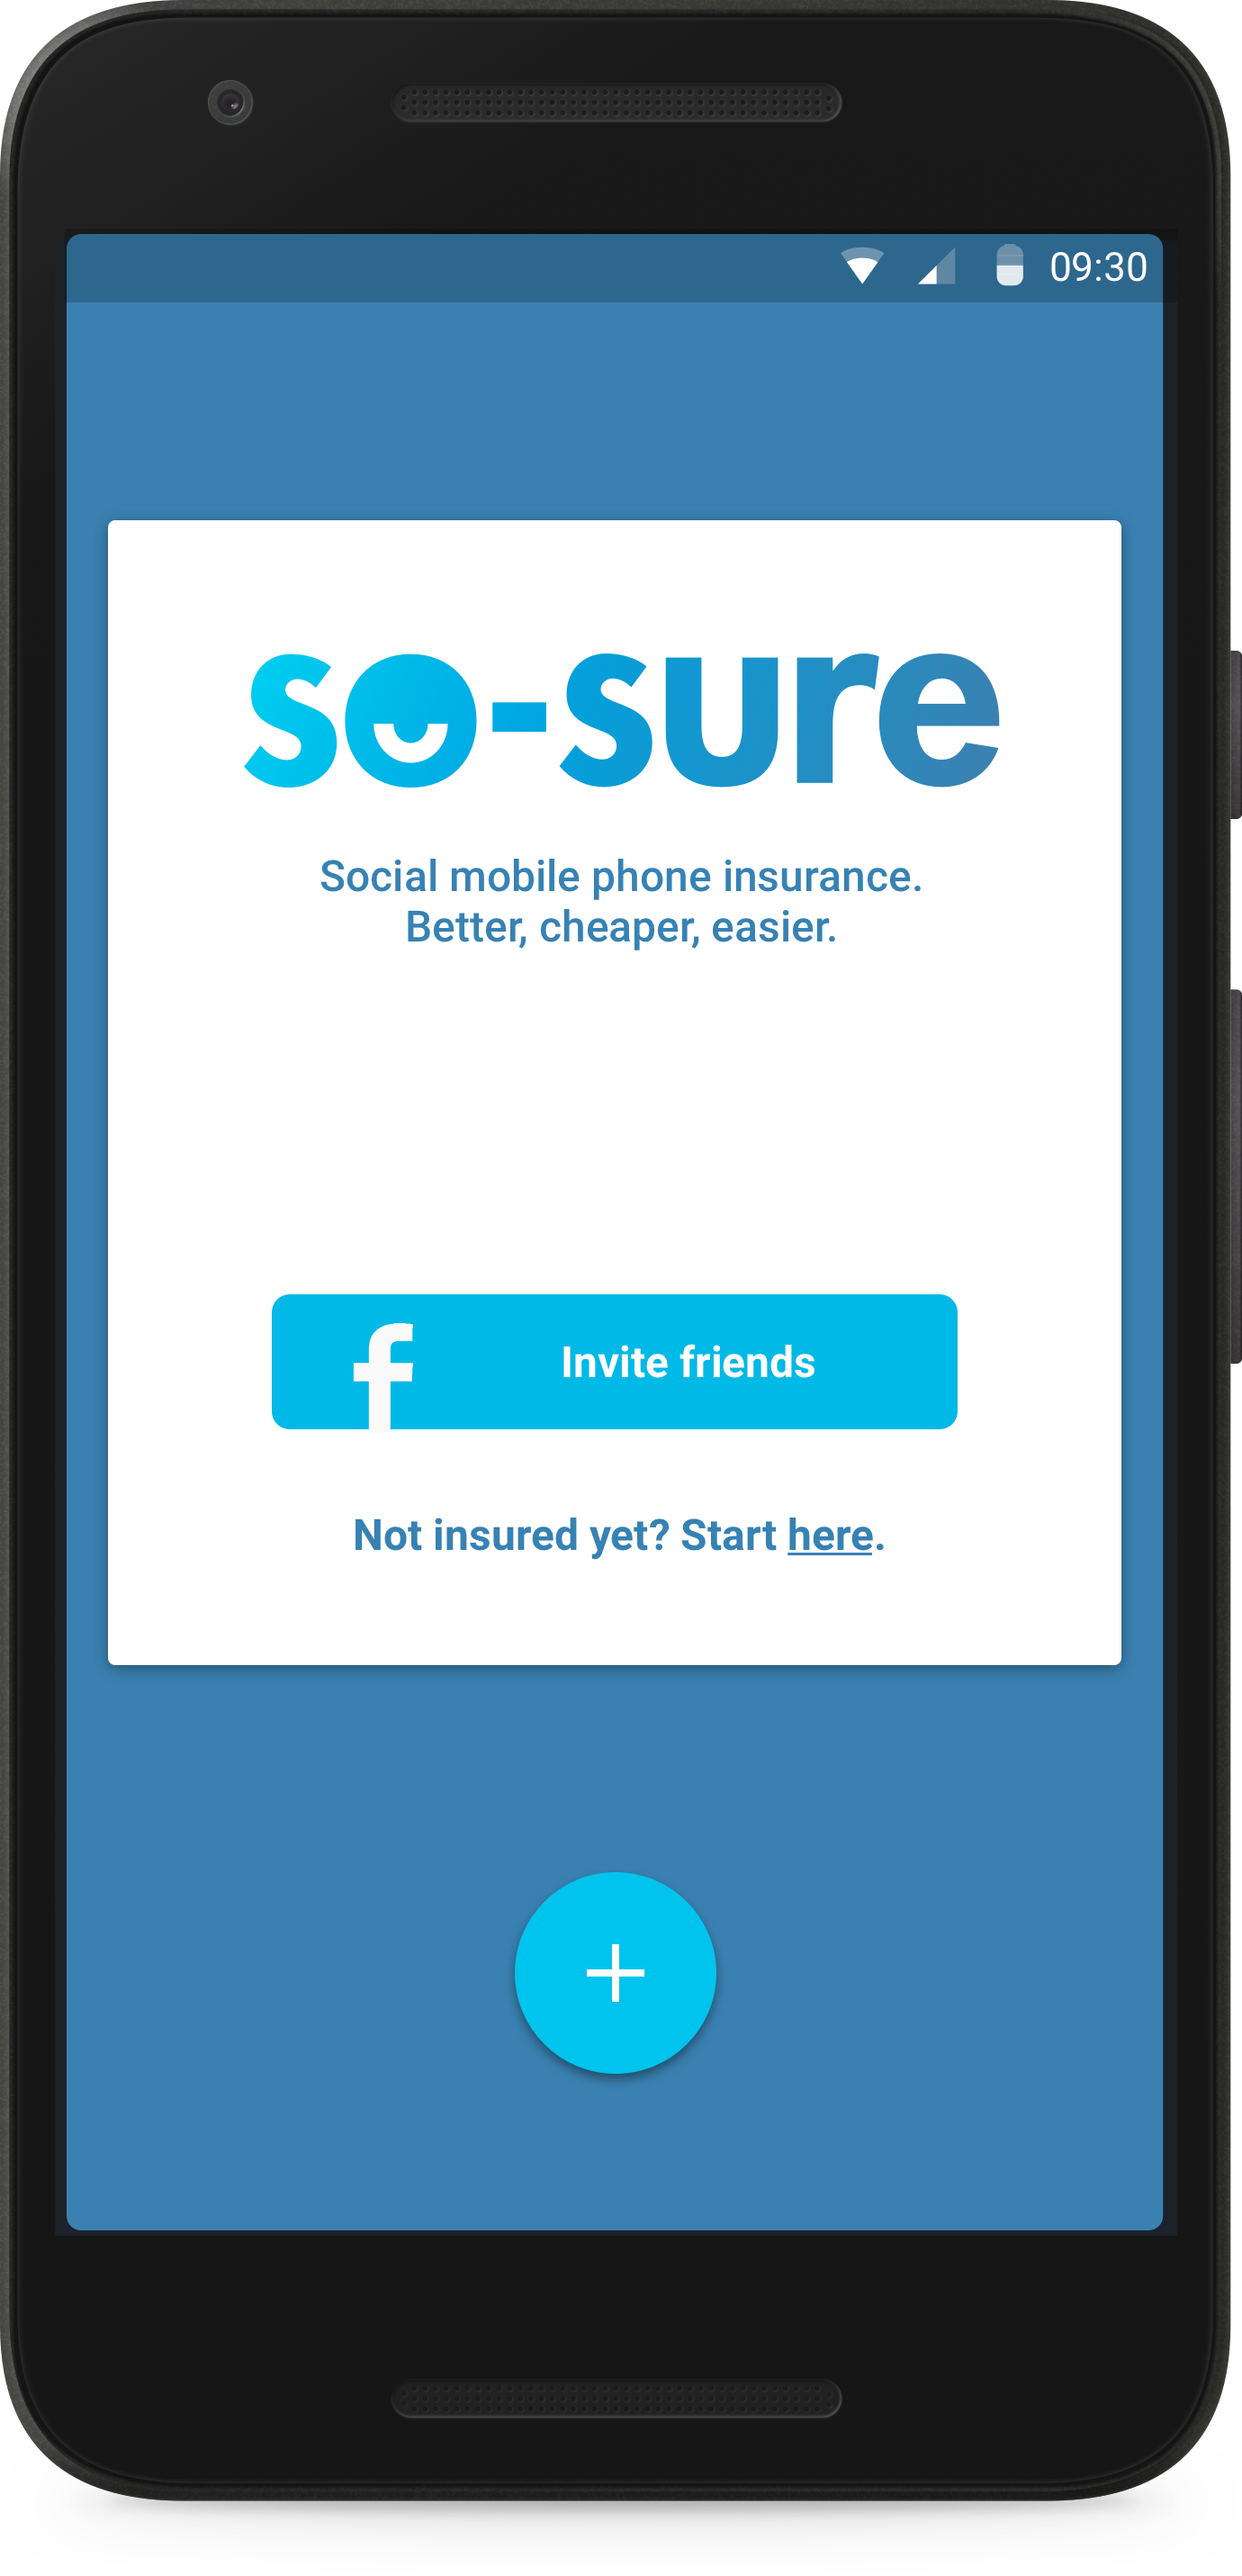 09:30
so-sure
Social mobile phone insurance.
Better, cheaper, easier.
f Invite friends
Not insured yet? Start here.
+